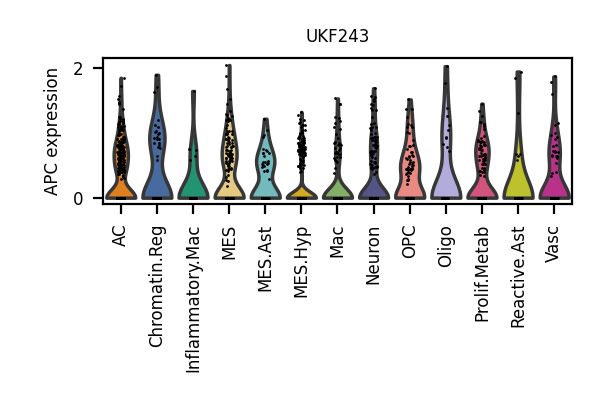 UKF243
APC expression
2
0
AC
Chromatin.Reg
Inflammatory.Mac
MES
MES.Ast
MES.Hyp
Mac
Neuron
OPC
Oligo
Prolif.Metab
Reactive.Ast
Vasc